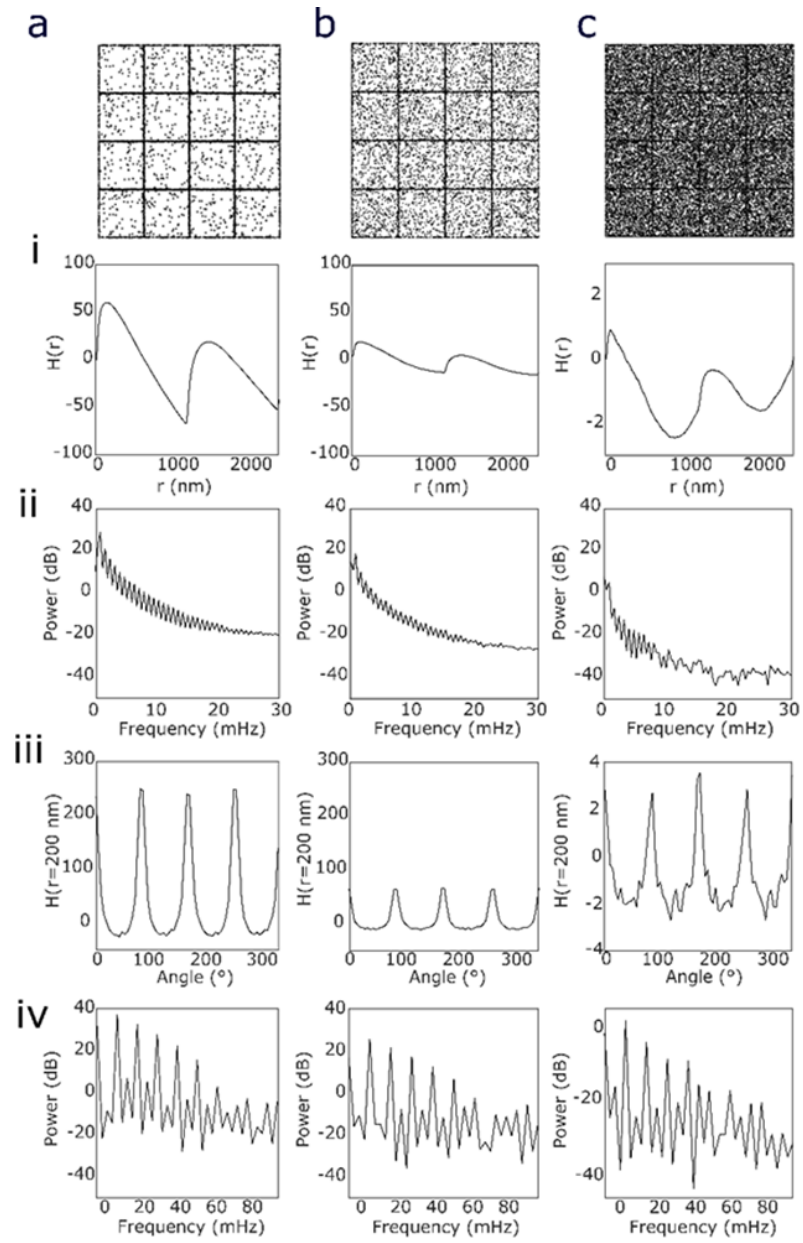 a b c
i
100 100
50 50 2
0 0 0
-50 -50 -2
-100 -100
H(r) H(r) H(r)
0 1000 2000 0 1000 2000 0 1000 2000
r (nm) r (nm) r (nm)
ii
40 40 40
20 20 20
0 0 0
-20 -20 -20
-40 -40 -40
Power (dB) Power (dB) Power (dB)
0 10 20 30 0 10 20 30 0 10 20 30
Frequency (mHz) Frequency (mHz) Frequency (mHz)
iii
300 300 4
200 200 2
100 100 0
0 0 -2
-4
H(r=200 nm) H(r=200 nm) H(r=200 nm)
0 100 200 300 0 100 200 300 0 100 200 300
Angle (°) Angle (°) Angle (°)
iv
40 40 0
20 20 -20
0 0 -40
-20 -20
-40 -40
Power (dB) Power (dB) Power (dB)
0 20 40 60 80 0 20 40 60 80 0 20 40 60 80
Frequency (mHz) Frequency (mHz) Frequency (mHz)